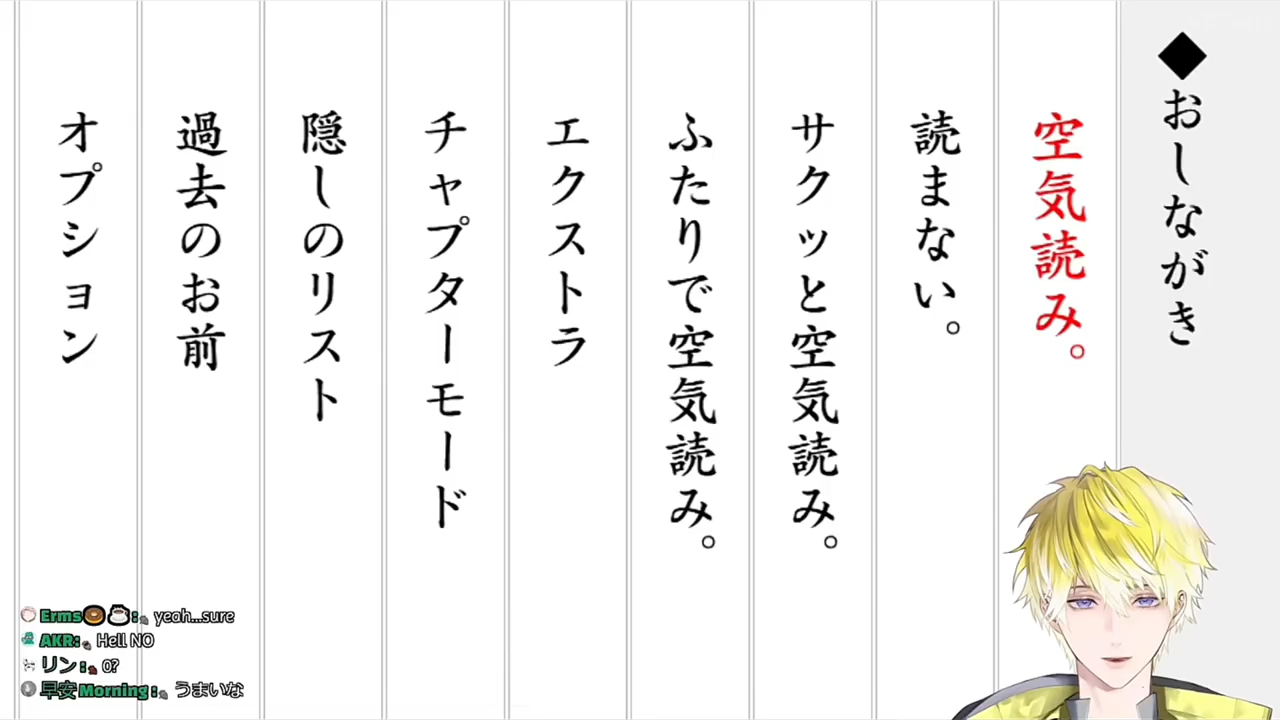 ◆おしながき
空気読み。
読まない。
サクッと空気読み。
ふたりで空気読み。
エクストラ
チャプターモード
隠しのリスト
過去のお前
オプション
Erms: yeah...sure
AKR: Hell NO
リン: 0?
早安Morning: うまいな